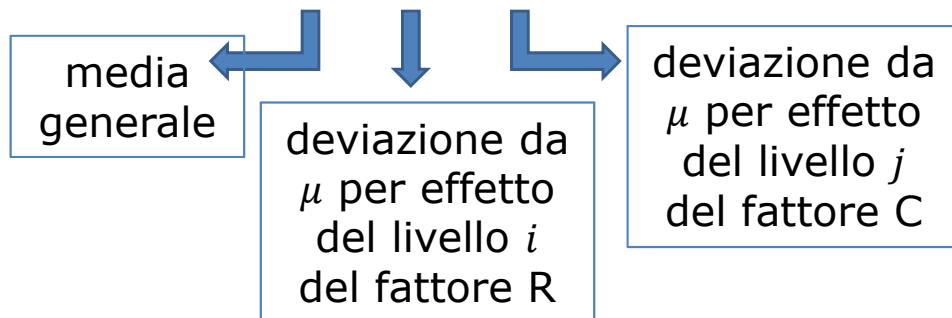 media
generale
deviazione da
𝜇 per effetto
del livello 𝑖
del fattore R
deviazione da
𝜇 per effetto
del livello 𝑗
del fattore C